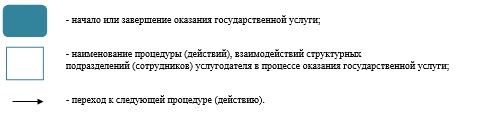 - начало или завершение оказания государственной услуги;
- наименование процедуры (действий), взаимодействий структурных
подразделений (сотрудников) услугодателя в процессе оказания государственной услуги;
- переход к следующей процедуре (действию).